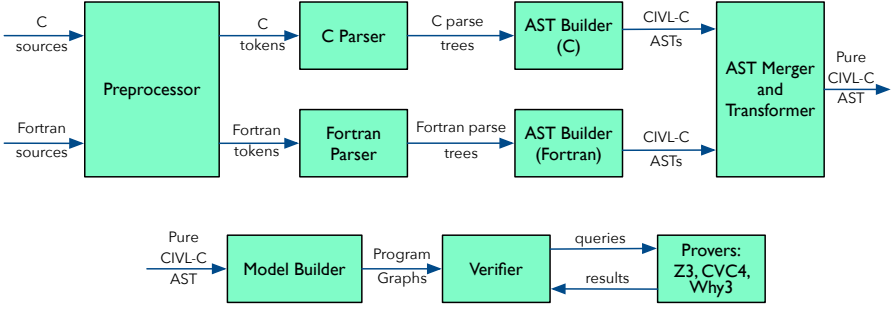 C
sources
Preprocessor
C
tokens
C Parser
C parse
trees
AST Builder
(C)
CIVL-C
ASTs
AST Merger
and
Transformer
Pure
CIVL-C
AST
Fortran
sources
Fortran
tokens
Fortran
Parser
Fortran parse
trees
AST Builder
(Fortran)
CIVL-C
ASTs
Pure
CIVL-C
AST
Model Builder
Program
Graphs
Verifier
queries
results
Provers:
Z3, CVC4,
Why3